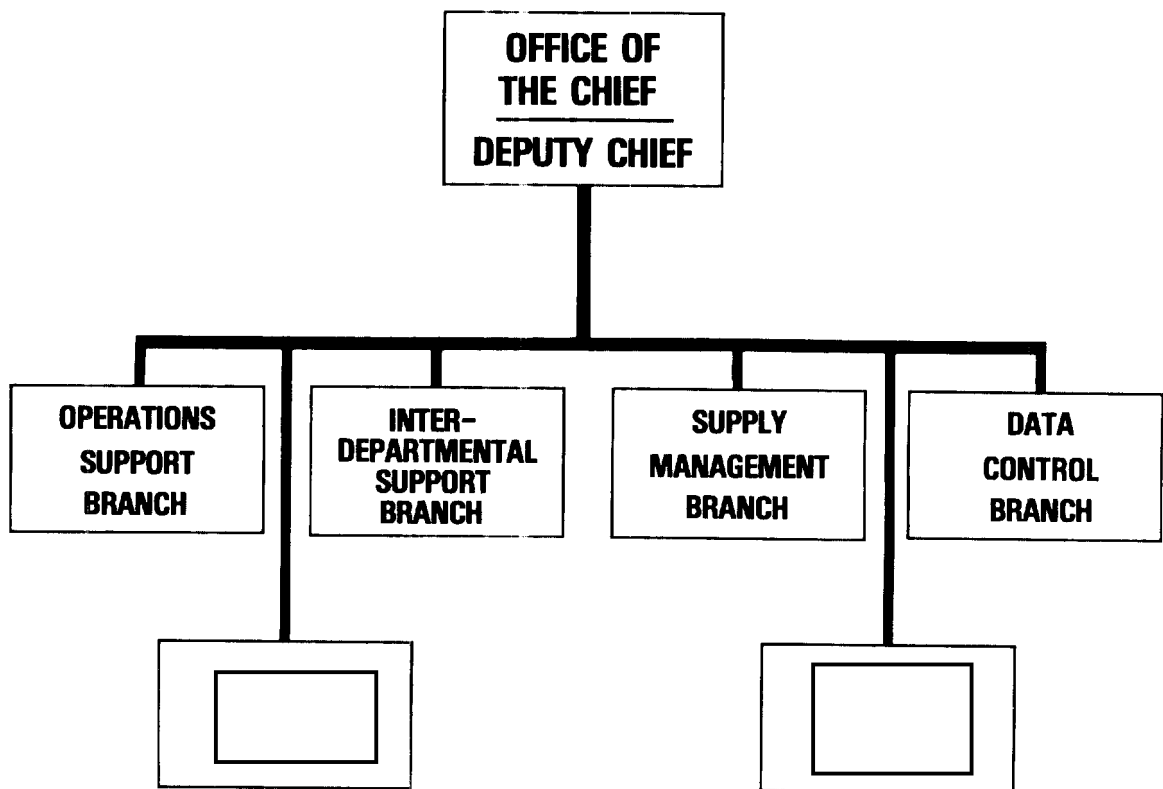 OFFICE OF
THE CHIEF
DEPUTY CHIEF
OPERATIONS
SUPPORT
BRANCH
INTER-
DEPARTMENTAL
SUPPORT
BRANCH
SUPPLY
MANAGEMENT
BRANCH
DATA
CONTROL
BRANCH